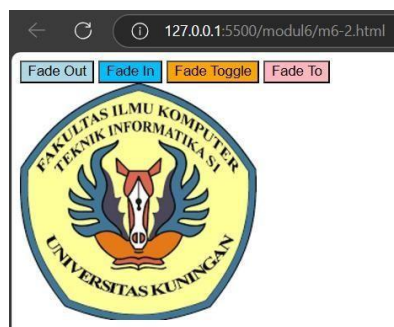 127.0.0.1:5500/modul6/m6-2.html
Fade Out Fade In Fade Toggle Fade To
FAKULTAS ILMU KOMPUTER
TEKNIK INFORMATIKA S1
UNIVERSITAS KUNINGAN